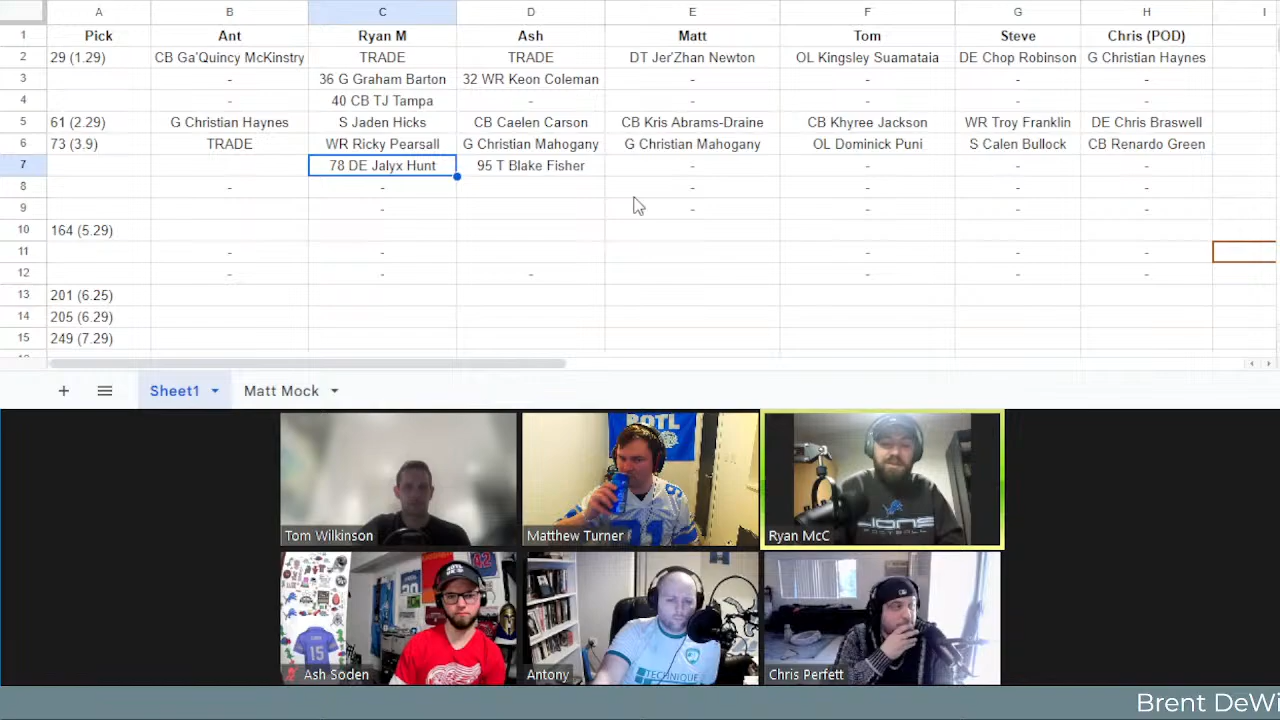 A B C D E F G H I
1 Pick Ant Ryan M Ash Matt Tom Steve Chris (POD)
2 29 (1.29) CB Ga'Quincy McKinstry TRADE TRADE DT Jer'Zhan Newton OL Kingsley Suamataia DE Chop Robinson G Christian Haynes
3 - 36 G Graham Barton 32 WR Keon Coleman - - - -
4 - 40 CB TJ Tampa - - - - -
5 61 (2.29) G Christian Haynes S Jaden Hicks CB Caelen Carson CB Kris Abrams-Draine CB Khyree Jackson WR Troy Franklin DE Chris Braswell
6 73 (3.9) TRADE WR Ricky Pearsall G Christian Mahogany G Christian Mahogany OL Dominick Puni S Calen Bullock CB Renardo Green
7 78 DE Jalyx Hunt 95 T Blake Fisher - - - -
8 - - - - - -
9 - - - - -
10 164 (5.29)
11 - - - - -
12 - - - - - -
13 201 (6.25)
14 205 (6.29)
15 249 (7.29)
+ Sheet1 Matt Mock
BOTL
Tom Wilkinson Matthew Turner Ryan McC
LIONS
FOOTBALL
42
15
TECHNIQUE
Ash Soden Antony Chris Perfett
Brent DeWi